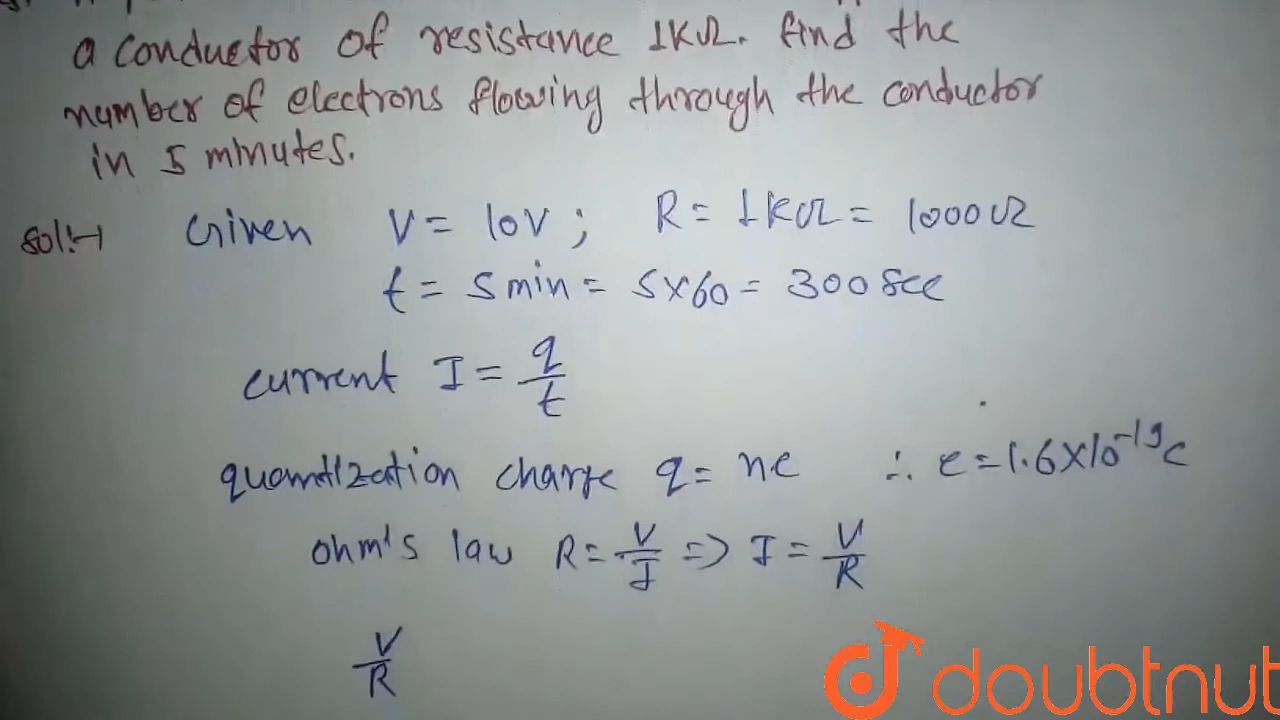 a conductor of resistance 1KΩ. find the
number of electrons flowing through the conductor
in 5 minutes.
Sol:- Given V = 10V ; R = 1KΩ = 1000Ω
t = 5 min = 5×60 = 300 sec
current I = q/t
quantization charge q = ne ∴ e = 1.6×10⁻¹⁹c
ohm's law R = V/I => I = V/R
V/R
doubtnut